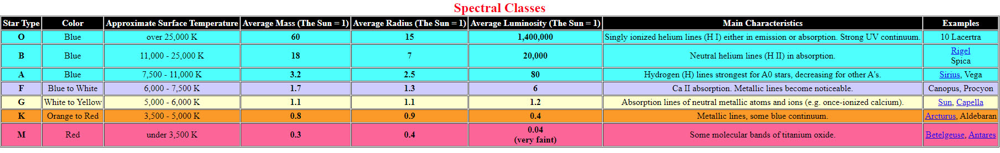 Spectral Classes
Star Type Color Approximate Surface Temperature Average Mass (The Sun = 1) Average Radius (The Sun = 1) Average Luminosity (The Sun = 1) Main Characteristics Examples
O Blue over 25,000 K 60 15 1,400,000 Singly ionized helium lines (H I) either in emission or absorption. Strong UV continuum. 10 Lacertra
B Blue 11,000 - 25,000 K 18 7 20,000 Neutral helium lines (H II) in absorption. Rigel
Spica
A Blue 7,500 - 11,000 K 3.2 2.5 80 Hydrogen (H) lines strongest for A0 stars, decreasing for other A's. Sirius, Vega
F Blue to White 6,000 - 7,500 K 1.7 1.3 6 Ca II absorption. Metallic lines become noticeable. Canopus, Procyon
G White to Yellow 5,000 - 6,000 K 1.1 1.1 1.2 Absorption lines of neutral metallic atoms and ions (e.g. once-ionized calcium). Sun, Capella
K Orange to Red 3,500 - 5,000 K 0.8 0.9 0.4 Metallic lines, some blue continuum. Arcturus, Aldebaran
M Red under 3,500 K 0.3 0.4 0.04
(very faint) Some molecular bands of titanium oxide. Betelgeuse, Antares